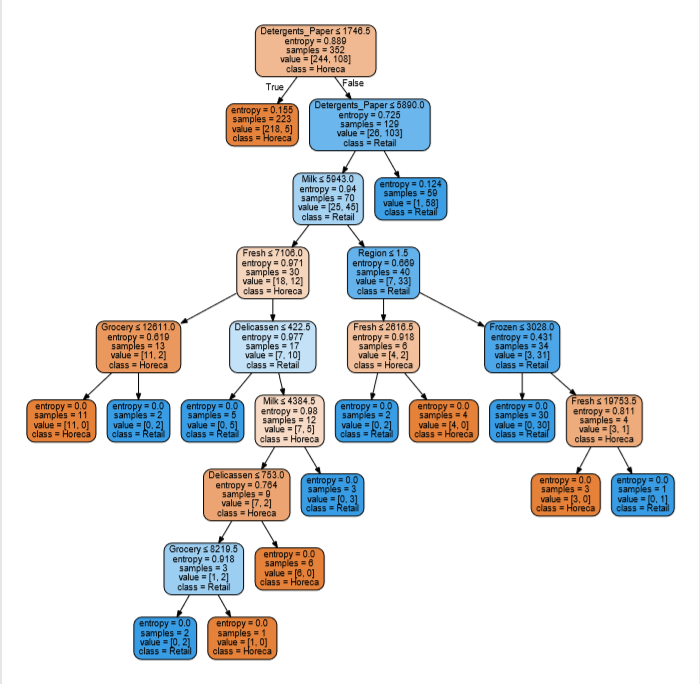 Detergents_Paper ≤ 1746.5
entropy = 0.889
samples = 352
value = [244, 108]
class = Horeca
True
False
entropy = 0.155
samples = 223
value = [218, 5]
class = Horeca
Detergents_Paper ≤ 5890.0
entropy = 0.725
samples = 129
value = [26, 103]
class = Retail
Milk ≤ 5943.0
entropy = 0.94
samples = 70
value = [25, 45]
class = Retail
entropy = 0.124
samples = 59
value = [1, 58]
class = Retail
Fresh ≤ 7106.0
entropy = 0.971
samples = 30
value = [18, 12]
class = Horeca
Region ≤ 1.5
entropy = 0.669
samples = 40
value = [7, 33]
class = Retail
Grocery ≤ 12611.0
entropy = 0.619
samples = 13
value = [11, 2]
class = Horeca
Delicassen ≤ 422.5
entropy = 0.977
samples = 17
value = [7, 10]
class = Retail
Fresh ≤ 2616.5
entropy = 0.918
samples = 6
value = [4, 2]
class = Horeca
Frozen ≤ 3028.0
entropy = 0.431
samples = 34
value = [3, 31]
class = Retail
entropy = 0.0
samples = 11
value = [11, 0]
class = Horeca
entropy = 0.0
samples = 2
value = [0, 2]
class = Retail
entropy = 0.0
samples = 5
value = [0, 5]
class = Retail
Milk ≤ 4384.5
entropy = 0.98
samples = 12
value = [7, 5]
class = Horeca
entropy = 0.0
samples = 2
value = [0, 2]
class = Retail
entropy = 0.0
samples = 4
value = [4, 0]
class = Horeca
entropy = 0.0
samples = 30
value = [0, 30]
class = Retail
Fresh ≤ 19753.5
entropy = 0.811
samples = 4
value = [3, 1]
class = Horeca
Delicassen ≤ 753.0
entropy = 0.764
samples = 9
value = [7, 2]
class = Horeca
entropy = 0.0
samples = 3
value = [0, 3]
class = Retail
entropy = 0.0
samples = 3
value = [3, 0]
class = Horeca
entropy = 0.0
samples = 1
value = [0, 1]
class = Retail
Grocery ≤ 8219.5
entropy = 0.918
samples = 3
value = [1, 2]
class = Retail
entropy = 0.0
samples = 6
value = [6, 0]
class = Horeca
entropy = 0.0
samples = 2
value = [0, 2]
class = Retail
entropy = 0.0
samples = 1
value = [1, 0]
class = Horeca